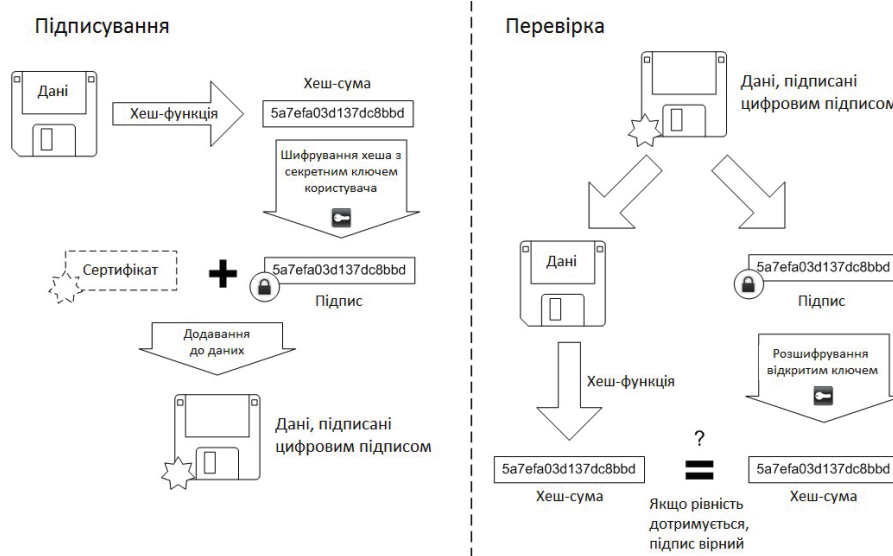 Підписування
Дані
Хеш-функція
Хеш-сума
5a7efa03d137dc8bbd
Шифрування хеша з
секретним ключем
користувача
Сертифікат
+
5a7efa03d137dc8bbd
Підпис
Додавання
до даних
Дані, підписані
цифровим підписом
Перевірка
Дані, підписані
цифровим підписом
Дані
5a7efa03d137dc8bbd
Підпис
Хеш-функція
Розшифрування
відкритим ключем
5a7efa03d137dc8bbd
Хеш-сума
?
=
Якщо рівність
дотримується,
підпис вірний
5a7efa03d137dc8bbd
Хеш-сума